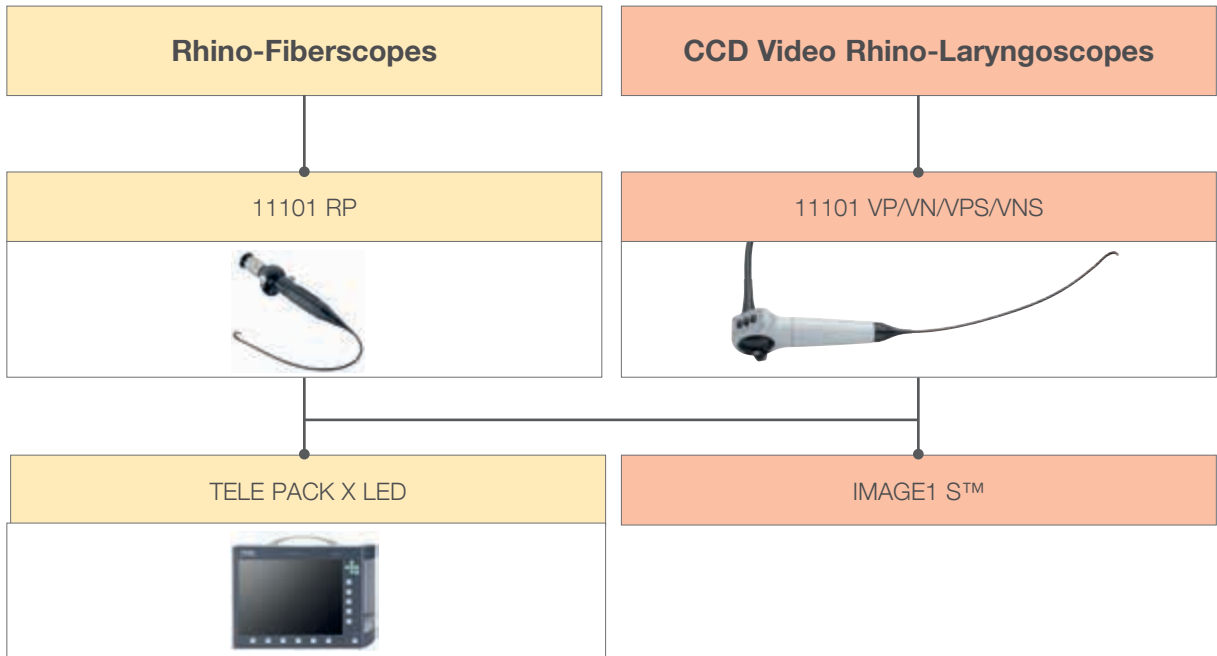 Rhino-Fiberscopes
CCD Video Rhino-Laryngoscopes
11101 RP
11101 VP/VN/VPS/VNS
TELE PACK X LED
IMAGE1 S™